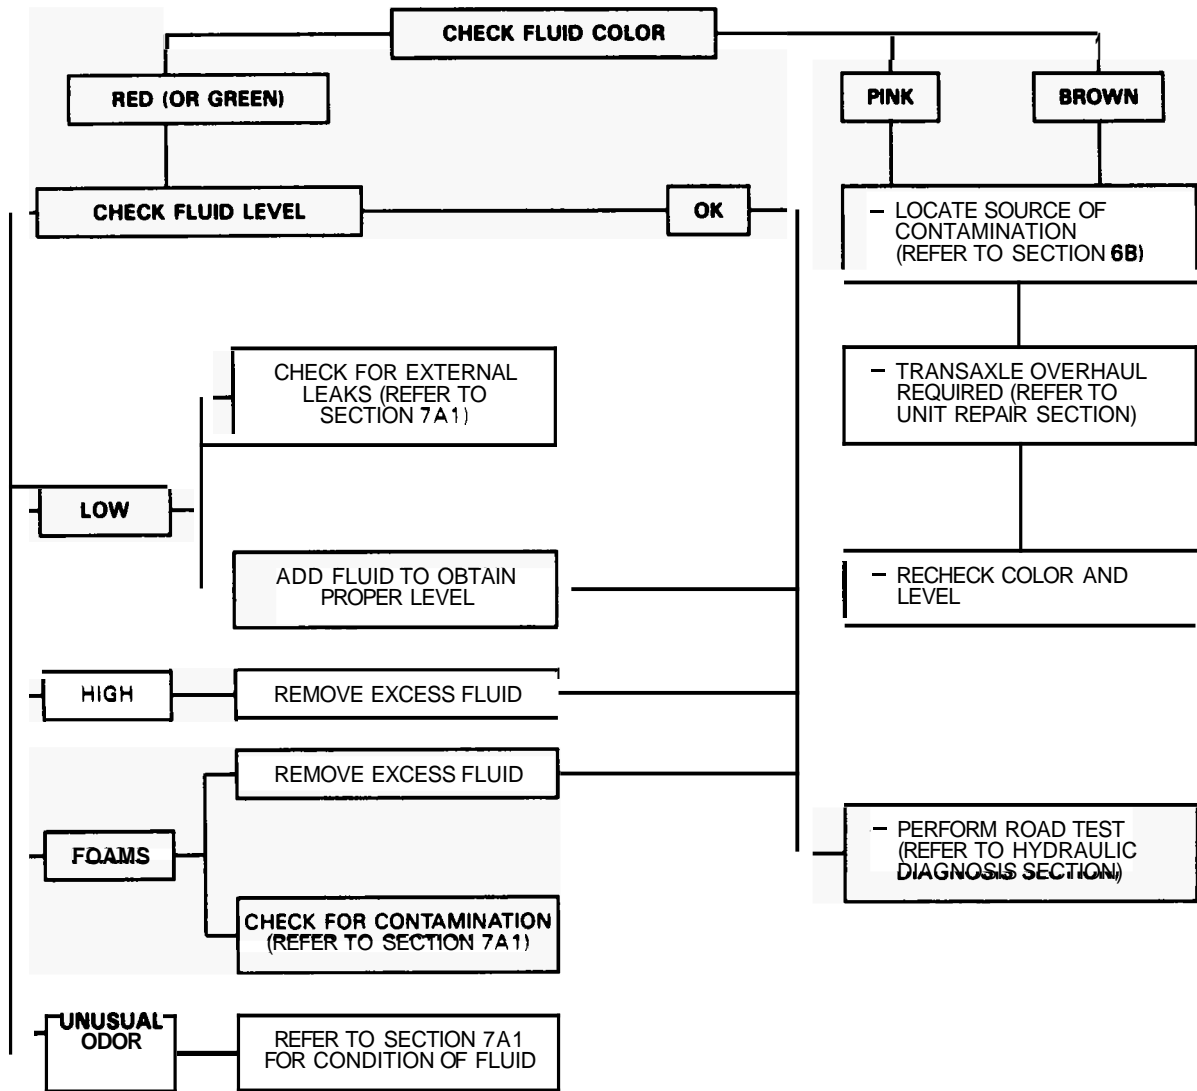 CHECK FLUID COLOR
RED (OR GREEN)
PINK
BROWN
CHECK FLUID LEVEL
OK
– LOCATE SOURCE OF
CONTAMINATION
(REFER TO SECTION 6B)
CHECK FOR EXTERNAL
LEAKS (REFER TO
SECTION 7A1)
– TRANSAXLE OVERHAUL
REQUIRED (REFER TO
UNIT REPAIR SECTION)
LOW
ADD FLUID TO OBTAIN
PROPER LEVEL
– RECHECK COLOR AND
LEVEL
HIGH
REMOVE EXCESS FLUID
REMOVE EXCESS FLUID
FOAMS
– PERFORM ROAD TEST
(REFER TO HYDRAULIC
DIAGNOSIS SECTION)
CHECK FOR CONTAMINATION
(REFER TO SECTION 7A1)
UNUSUAL
ODOR
REFER TO SECTION 7A1
FOR CONDITION OF FLUID